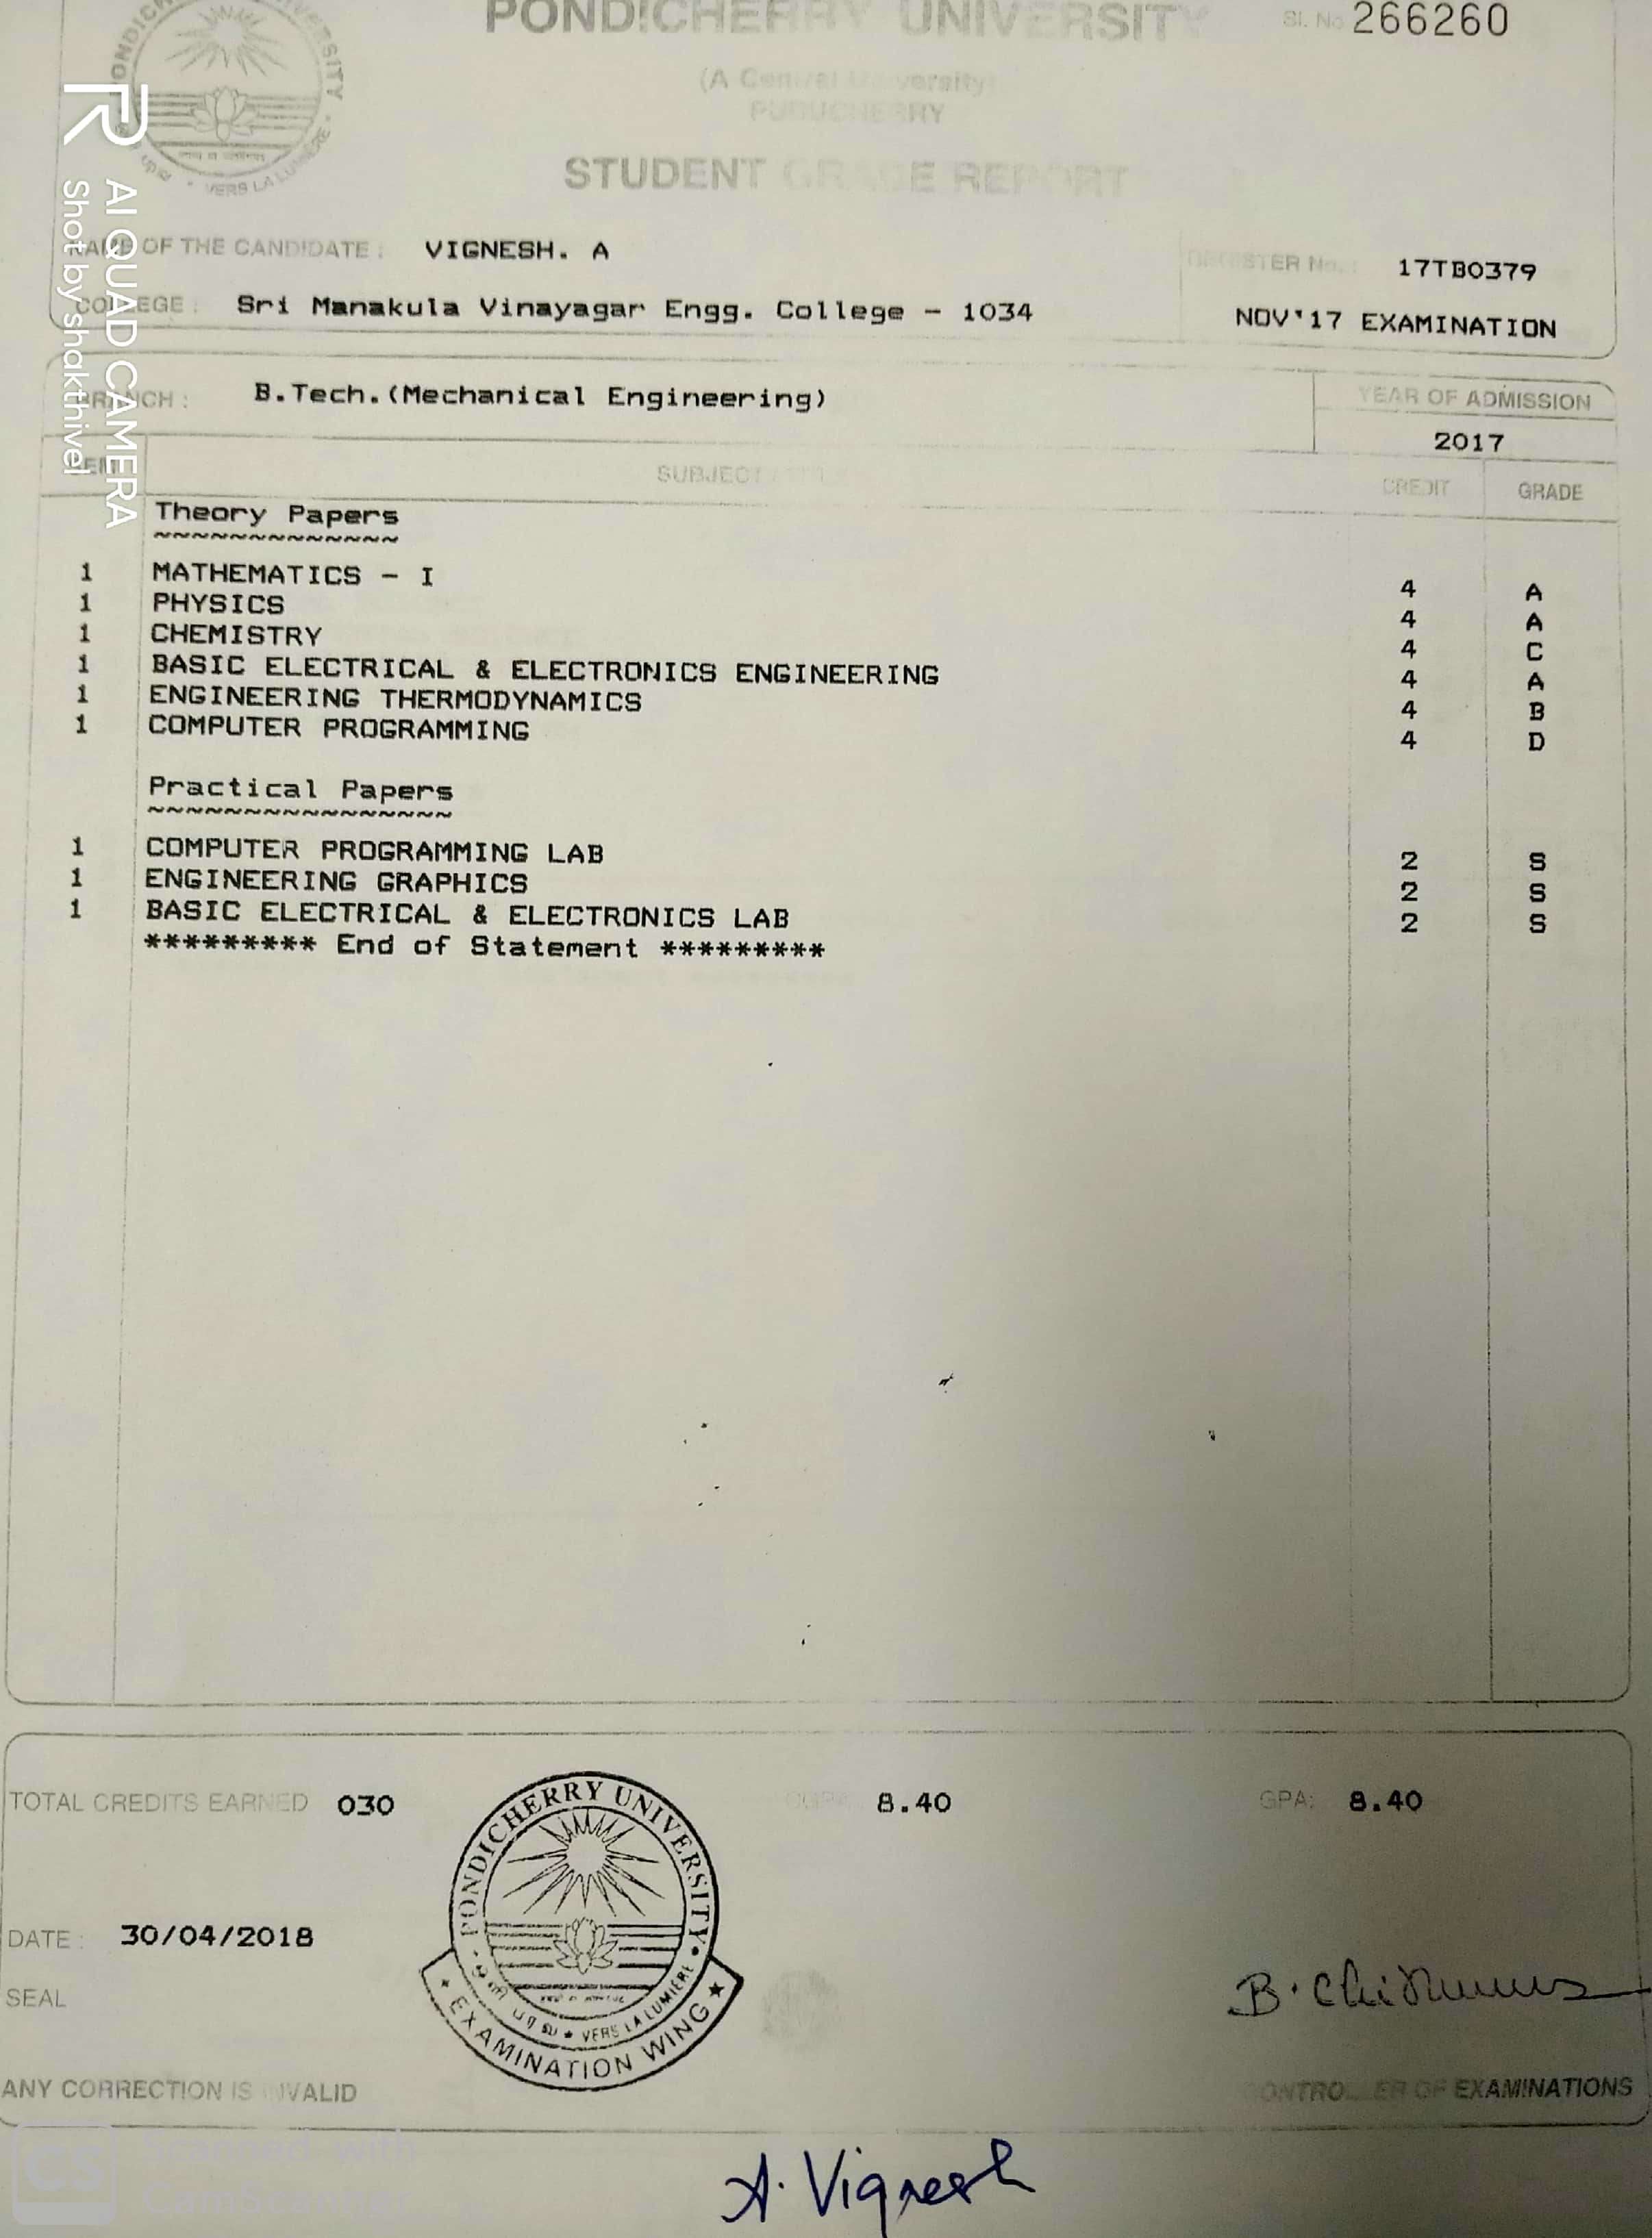 PONDICHERRY UNIVERSITY
Sl. No 266260
(A Central University)
PUDUCHERRY
STUDENT GRADE REPORT
VERS LA LUMIERE
AI QUAD CAMERA
Shot by shakthivel
NAME OF THE CANDIDATE : VIGNESH. A
REGISTER No. : 17TB0379
COLLEGE : Sri Manakula Vinayagar Engg. College - 1034
NOV'17 EXAMINATION
BRANCH : B.Tech.(Mechanical Engineering)
YEAR OF ADMISSION
2017
SEM SUBJECT CREDIT GRADE
Theory Papers
~~~~~~~~~~~~~
1 MATHEMATICS - I 4 A
1 PHYSICS 4 A
1 CHEMISTRY 4 C
1 BASIC ELECTRICAL & ELECTRONICS ENGINEERING 4 A
1 ENGINEERING THERMODYNAMICS 4 B
1 COMPUTER PROGRAMMING 4 D
Practical Papers
~~~~~~~~~~~~~~~~
1 COMPUTER PROGRAMMING LAB 2 S
1 ENGINEERING GRAPHICS 2 S
1 BASIC ELECTRICAL & ELECTRONICS LAB 2 S
********* End of Statement *********
TOTAL CREDITS EARNED 030 CGPA 8.40 GPA: 8.40
PONDICHERRY UNIVERSITY
VERS LA LUMIERE
EXAMINATION WING
DATE : 30/04/2018
SEAL
ANY CORRECTION IS INVALID
CONTROLLER OF EXAMINATIONS
CS Scanned with
CamScanner
A. Vignesh